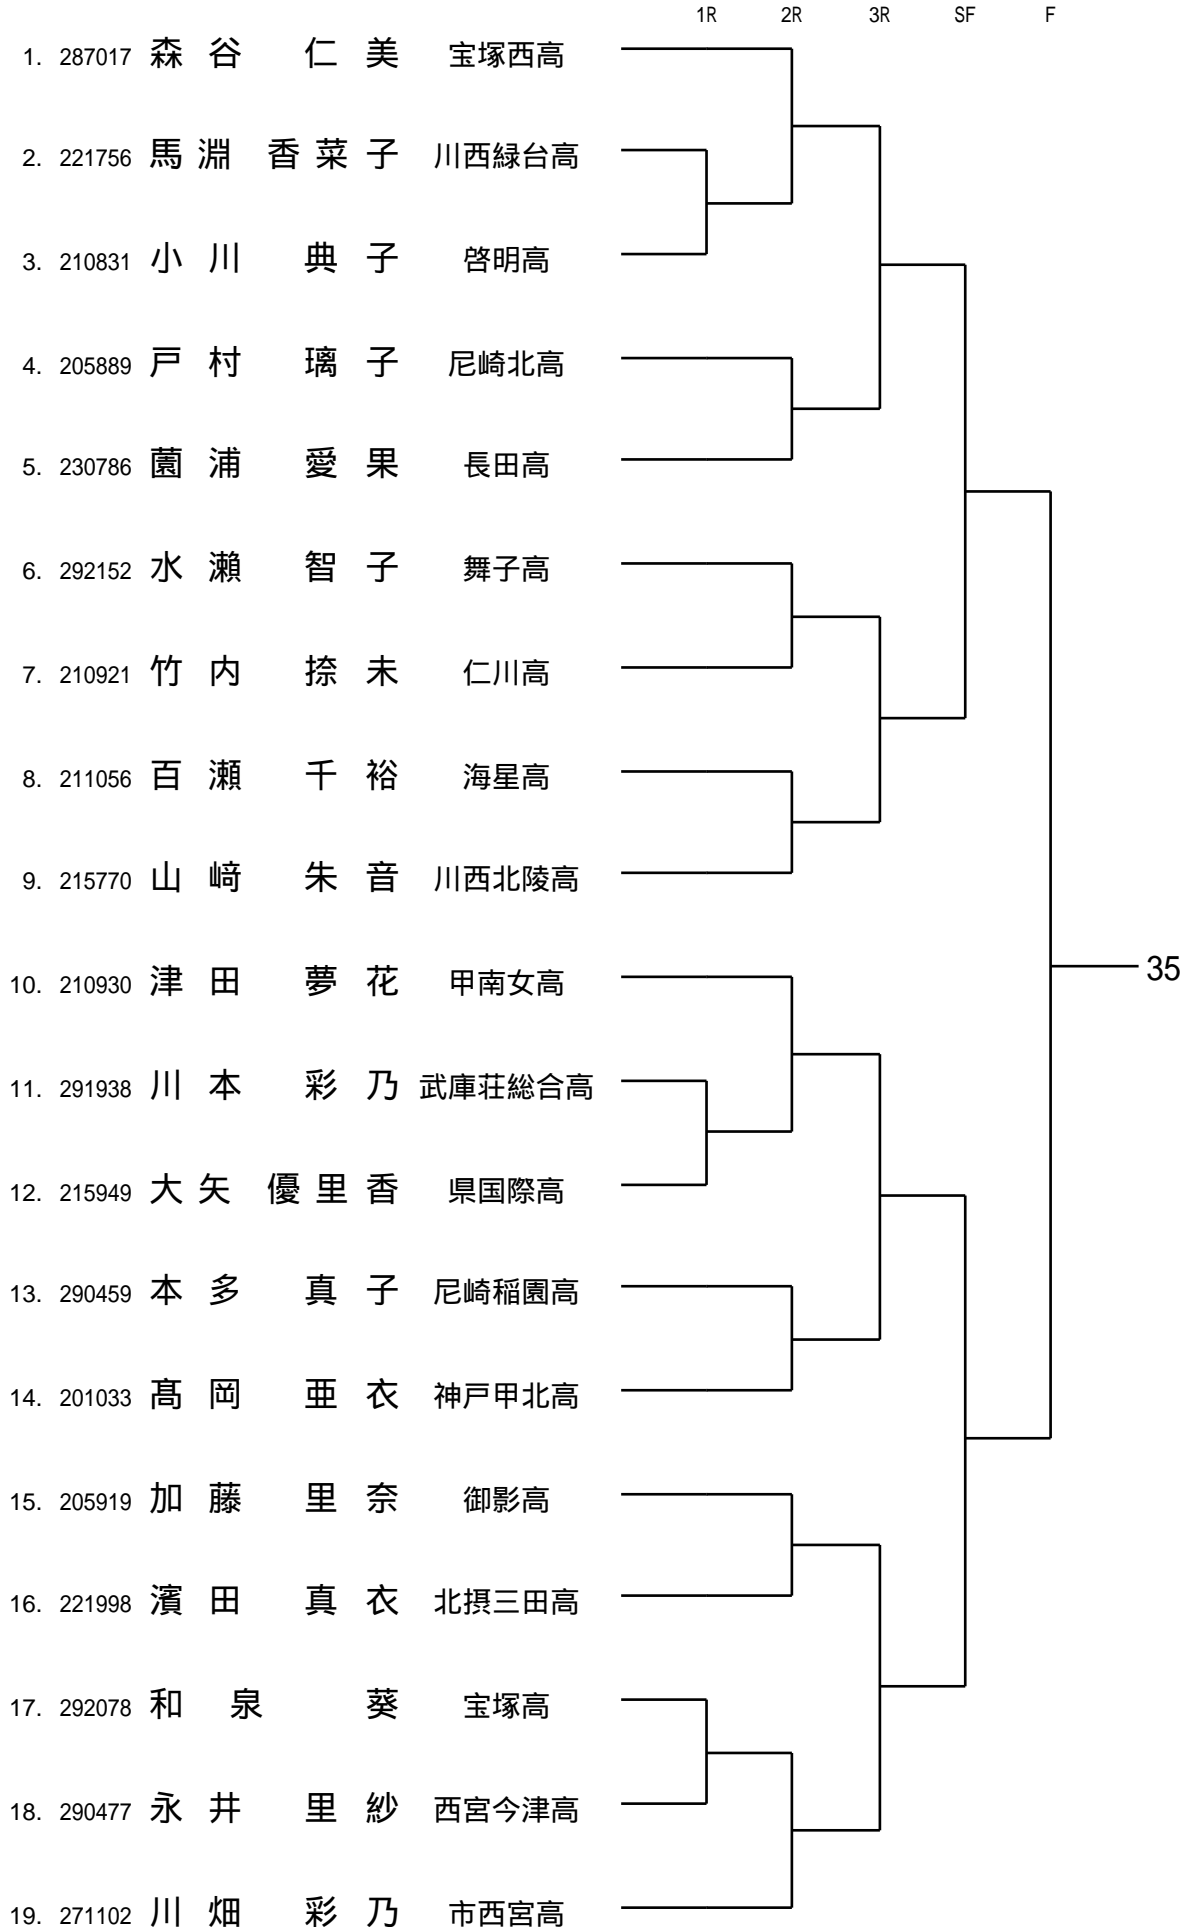 1R 2R 3R SF F
1. 287017 森谷 仁美 宝塚西高
2. 221756 馬淵 香菜子 川西緑台高
3. 210831 小川 典子 啓明高
4. 205889 戸村 璃子 尼崎北高
5. 230786 薗浦 愛果 長田高
6. 292152 水瀨 智子 舞子高
7. 210921 竹内 捺未 仁川高
8. 211056 百瀬 千裕 海星高
9. 215770 山﨑 朱音 川西北陵高
35
10. 210930 津田 夢花 甲南女高
11. 291938 川本 彩乃 武庫荘総合高
12. 215949 大矢 優里香 県国際高
13. 290459 本多 真子 尼崎稲園高
14. 201033 髙岡 亜衣 神戸甲北高
15. 205919 加藤 里奈 御影高
16. 221998 濱田 真衣 北摂三田高
17. 292078 和泉 葵 宝塚高
18. 290477 永井 里紗 西宮今津高
19. 271102 川畑 彩乃 市西宮高